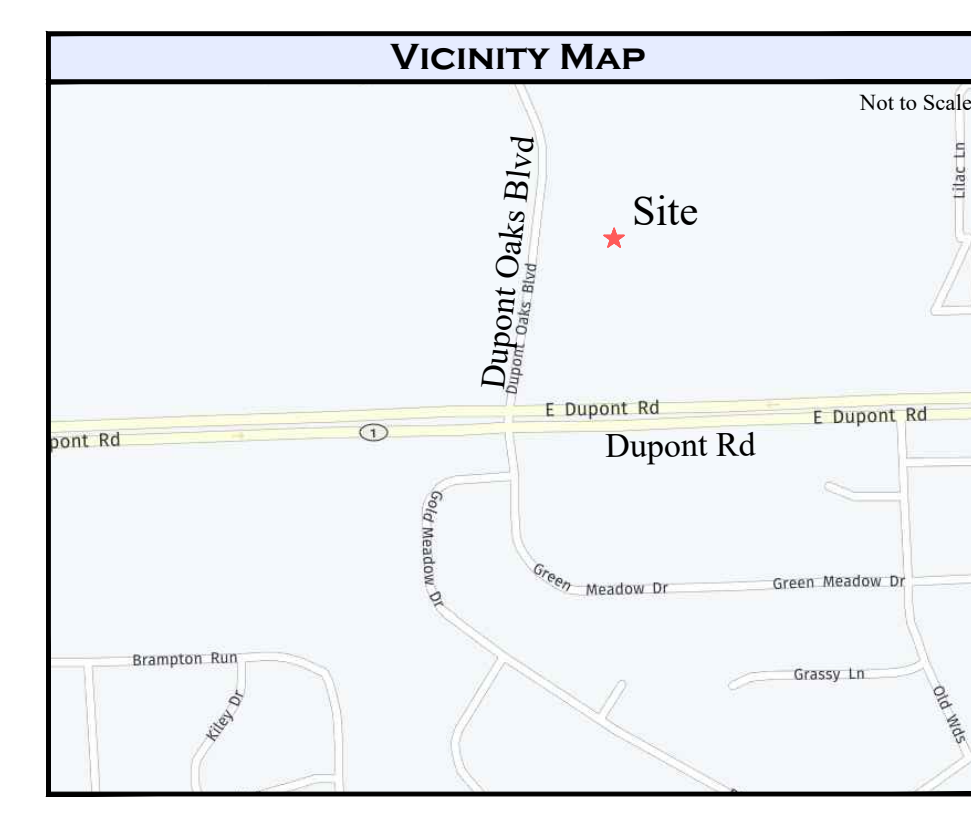 VICINITY MAP
Not to Scale
Lilac Ln
Dupont Oaks Blvd
Site
Dupont Oaks Blvd
E Dupont Rd
E Dupont Rd
pont Rd
1
Dupont Rd
Gold Meadow Dr
Green Meadow Dr
Green Meadow Dr
Brampton Run
Grassy Ln
Kiley Dr
Old Wds